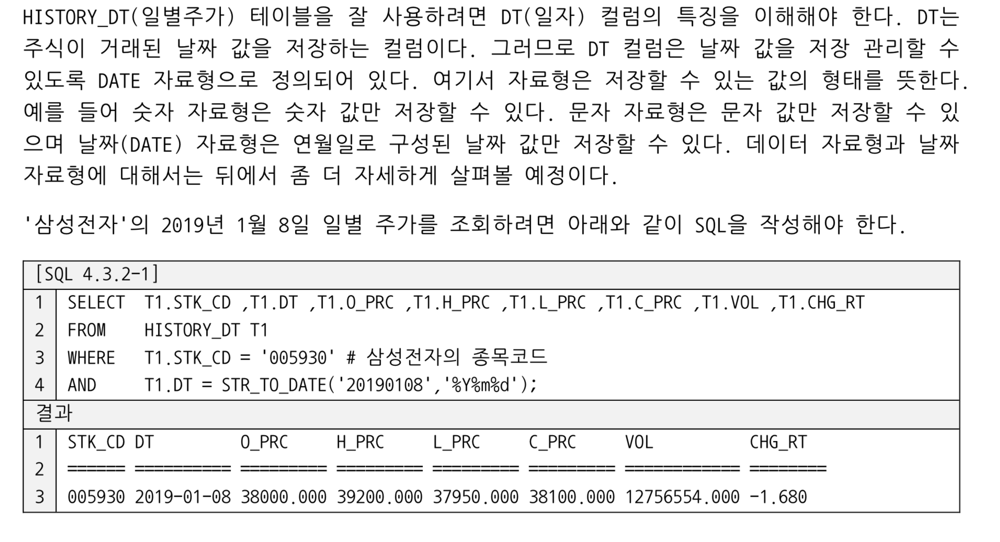 HISTORY_DT(일별주가) 테이블을 잘 사용하려면 DT(일자) 컬럼의 특징을 이해해야 한다. DT는
주식이 거래된 날짜 값을 저장하는 컬럼이다. 그러므로 DT 컬럼은 날짜 값을 저장 관리할 수
있도록 DATE 자료형으로 정의되어 있다. 여기서 자료형은 저장할 수 있는 값의 형태를 뜻한다.
예를 들어 숫자 자료형은 숫자 값만 저장할 수 있다. 문자 자료형은 문자 값만 저장할 수 있
으며 날짜(DATE) 자료형은 연월일로 구성된 날짜 값만 저장할 수 있다. 데이터 자료형과 날짜
자료형에 대해서는 뒤에서 좀 더 자세하게 살펴볼 예정이다.
'삼성전자'의 2019년 1월 8일 일별 주가를 조회하려면 아래와 같이 SQL을 작성해야 한다.
[SQL 4.3.2-1]
1 SELECT T1.STK_CD ,T1.DT ,T1.O_PRC ,T1.H_PRC ,T1.L_PRC ,T1.C_PRC ,T1.VOL ,T1.CHG_RT
2 FROM HISTORY_DT T1
3 WHERE T1.STK_CD = '005930' # 삼성전자의 종목코드
4 AND T1.DT = STR_TO_DATE('20190108','%Y%m%d');
결과
1 STK_CD DT O_PRC H_PRC L_PRC C_PRC VOL CHG_RT
2 ====== ========== ========= ========= ========= ========= ============ ========
3 005930 2019-01-08 38000.000 39200.000 37950.000 38100.000 12756554.000 -1.680